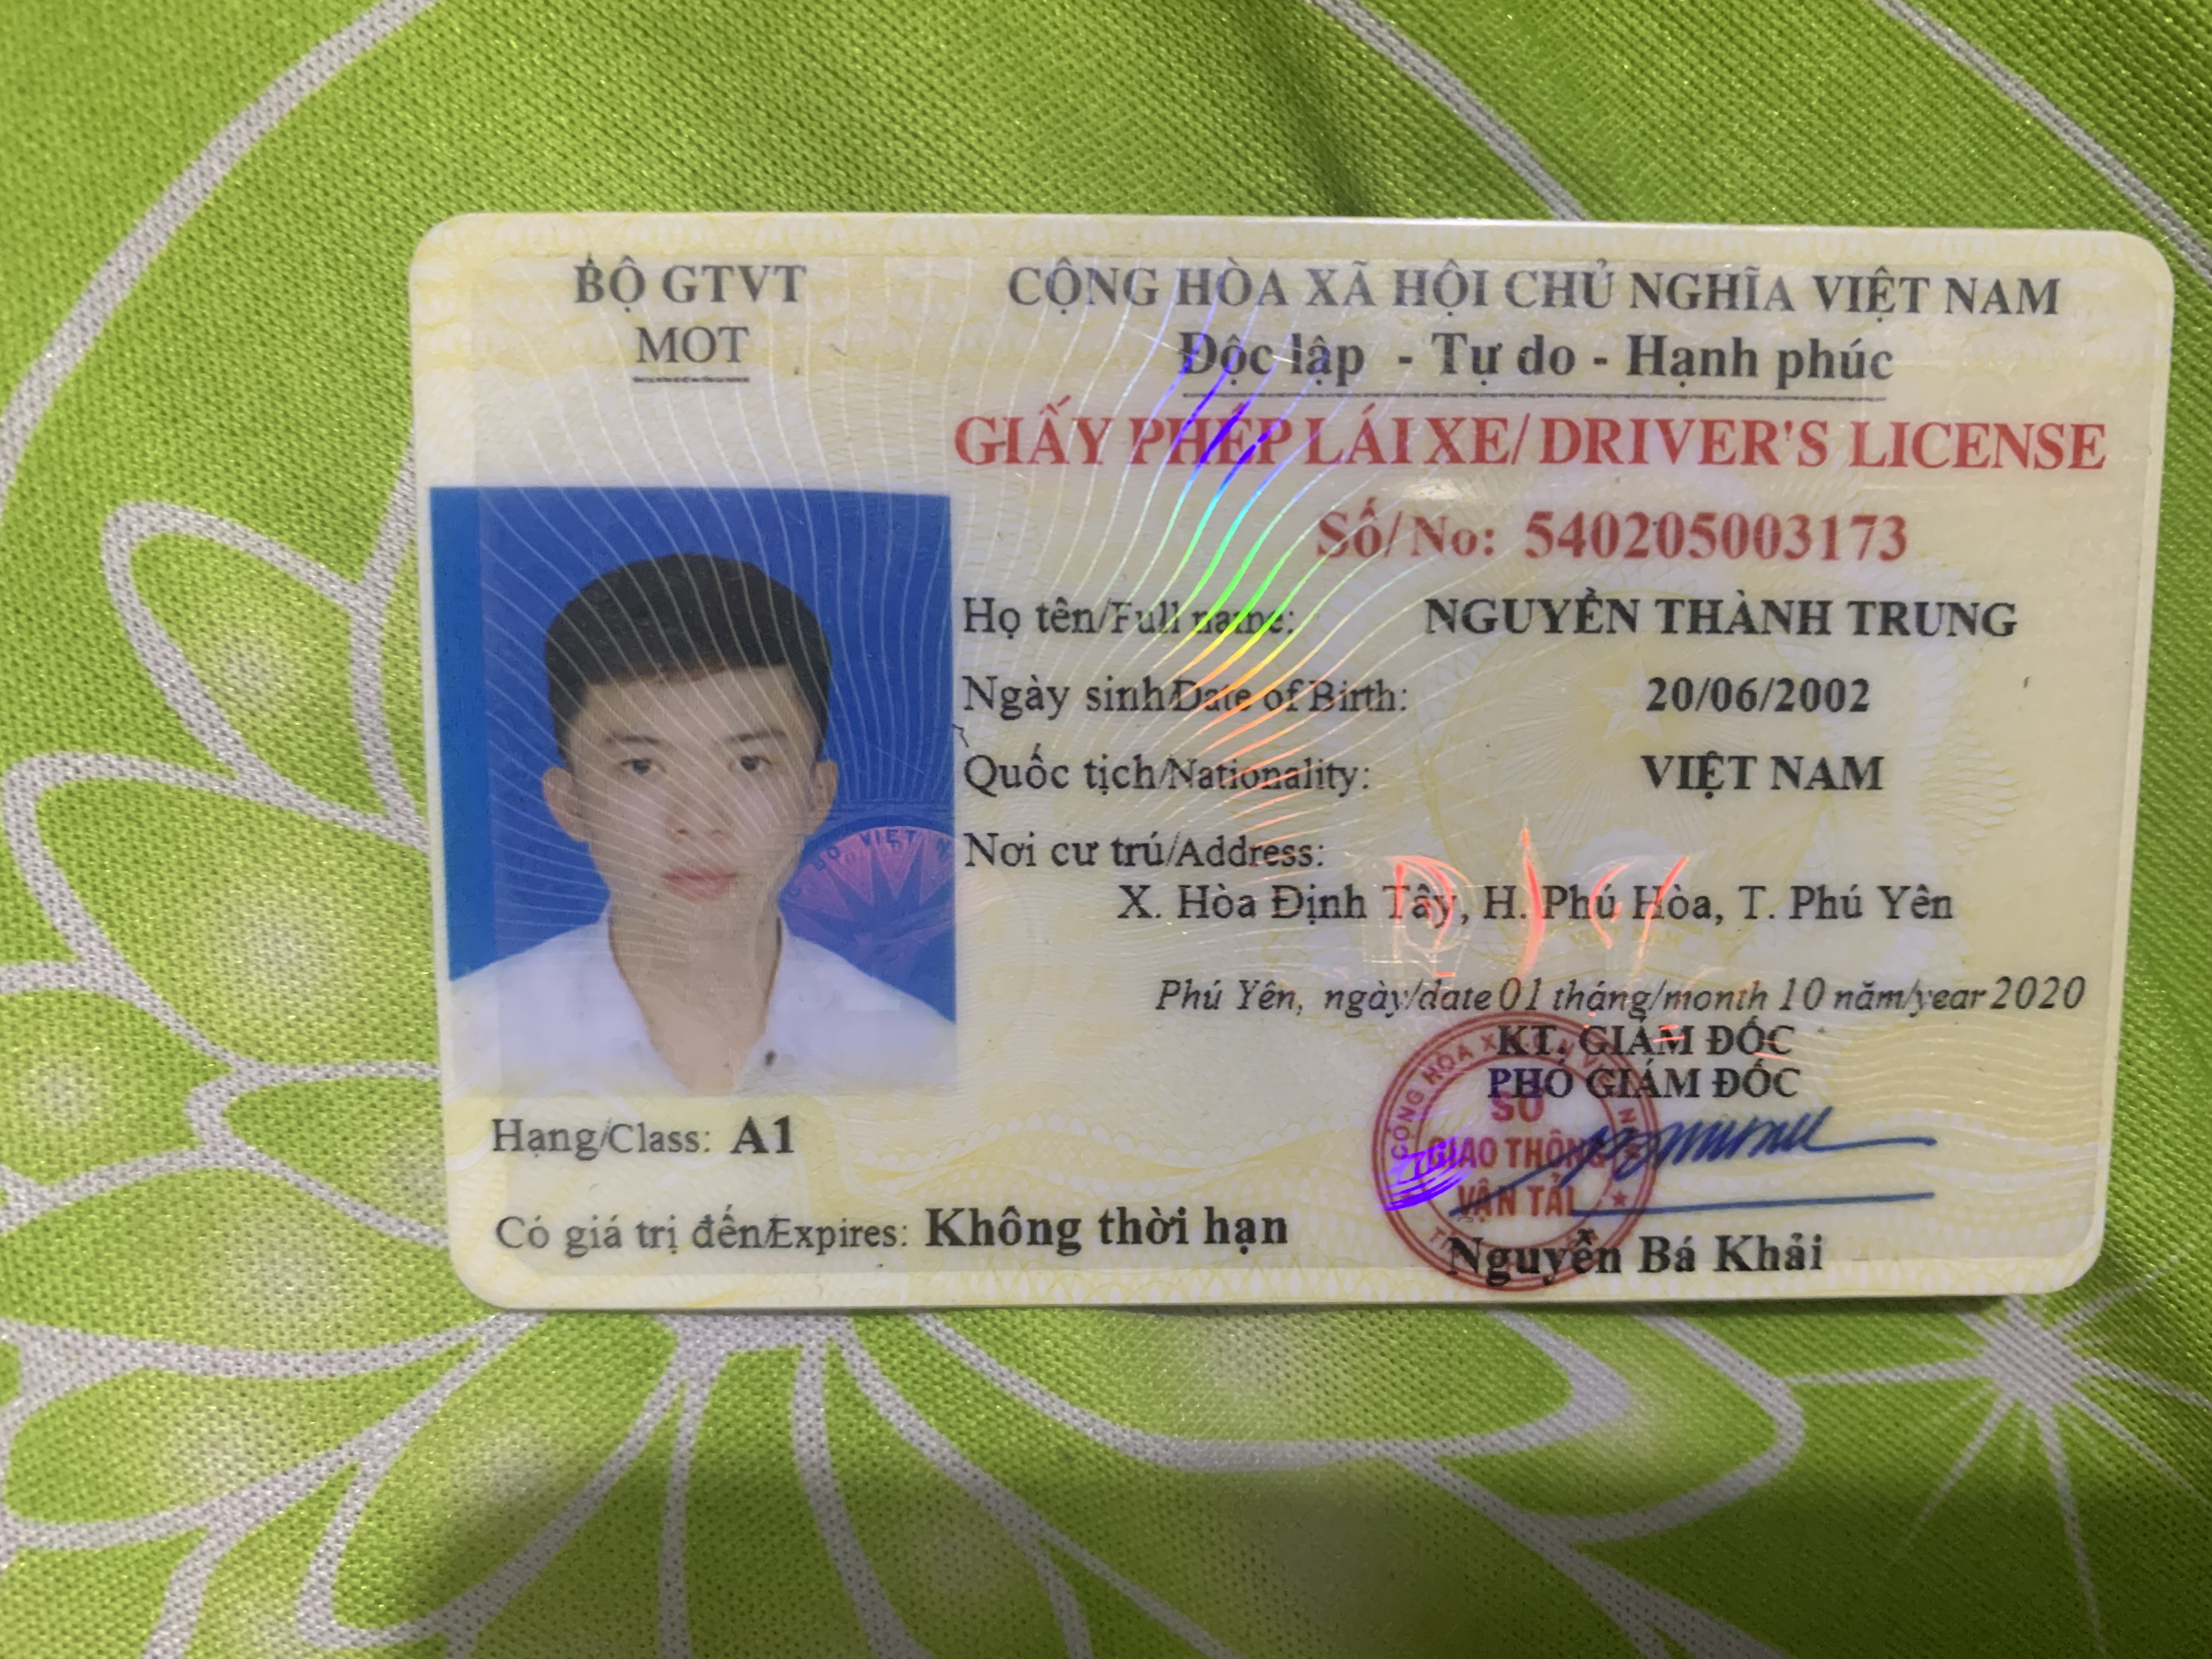 BỘ GTVT
MOT
CỘNG HÒA XÃ HỘI CHỦ NGHĨA VIỆT NAM
Độc lập - Tự do - Hạnh phúc
GIẤY PHÉP LÁI XE/DRIVER'S LICENSE
Số/No: 540205003173
Họ tên/Full name: NGUYỄN THÀNH TRUNG
Ngày sinh/Date of Birth: 20/06/2002
Quốc tịch/Nationality: VIỆT NAM
Nơi cư trú/Address:
X. Hòa Định Tây, H. Phú Hòa, T. Phú Yên
Phú Yên, ngày/date 01 tháng/month 10 năm/year 2020
KT. GIÁM ĐỐC
PHÓ GIÁM ĐỐC
Hạng/Class: A1
Có giá trị đến/Expires: Không thời hạn
SỞ
GIAO THÔNG
VẬN TẢI
CỘNG HÒA X
Nguyễn Bá Khải